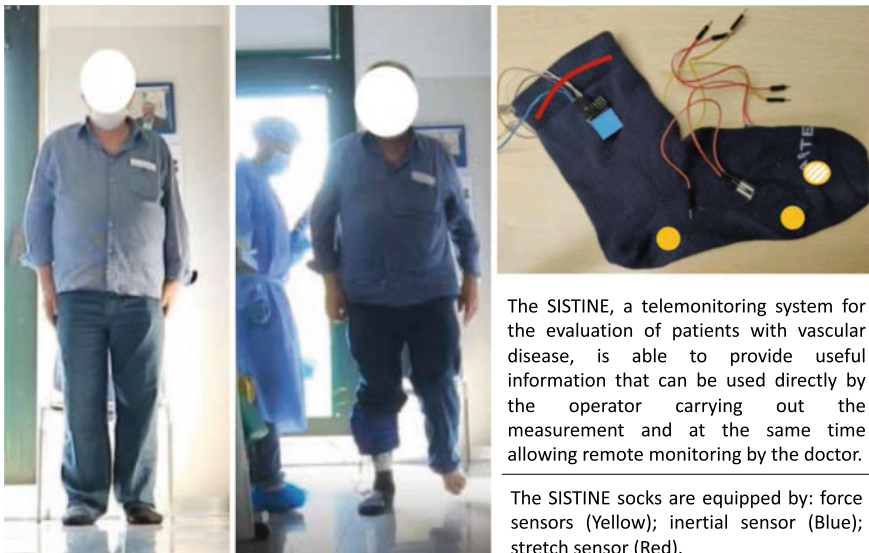 The SISTINE, a telemonitoring system for
the evaluation of patients with vascular
disease, is able to provide useful
information that can be used directly by
the operator carrying out the
measurement and at the same time
allowing remote monitoring by the doctor.
The SISTINE socks are equipped by: force
sensors (Yellow); inertial sensor (Blue);
stretch sensor (Red).